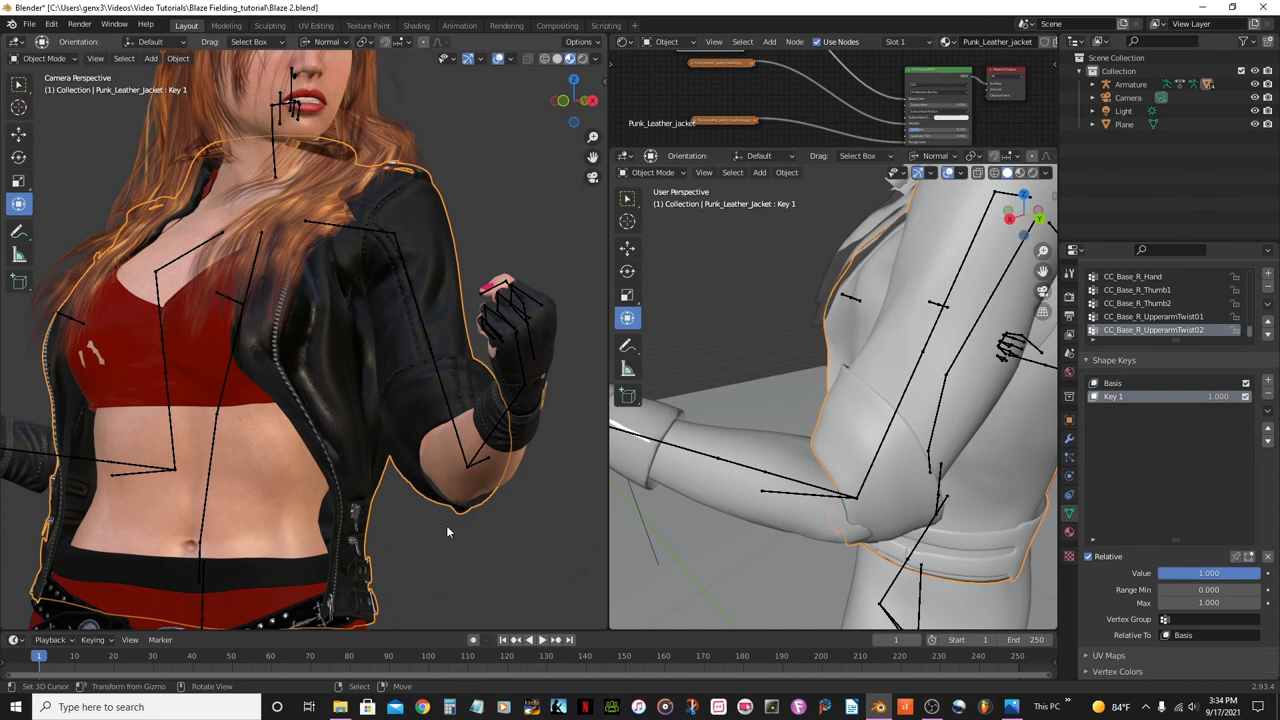 Blender* [C:\Users\genx3\Videos\Video Tutorials\Blaze Fielding_tutorial\Blaze 2.blend]
File Edit Render Window Help Layout Modeling Sculpting UV Editing Texture Paint Shading Animation Rendering Compositing Scripting Scene View Layer
Orientation: Default Drag: Select Box Normal Options
Object View Select Add Node Use Nodes Slot 1 Punk_Leather_jacket
Object Mode View Select Add Object
Camera Perspective
(1) Collection | Punk_Leather_Jacket : Key 1
Punk_Leather_jacket
Orientation: Default Drag: Select Box Normal
Object Mode View Select Add Object
User Perspective
(1) Collection | Punk_Leather_Jacket : Key 1
Scene Collection
Collection
Armature
Camera
Light
Plane
CC_Base_R_Hand
CC_Base_R_Thumb1
CC_Base_R_Thumb2
CC_Base_R_UpperarmTwist01
CC_Base_R_UpperarmTwist02
Shape Keys
Basis
Key 1 1.000
Relative
Value 1.000
Range Min 0.000
Max 1.000
Vertex Group
Relative To Basis
UV Maps
Vertex Colors
Playback Keying View Marker 1 Start 1 End 250
1 10 20 30 40 50 60 70 80 90 100 110 120 130 140 150 160 170 180 190 200 210 220 230 240 250
Set 3D Cursor Transform from Gizmo Rotate View Select Move 2.93.4
Type here to search This PC 84°F 3:34 PM
9/17/2021